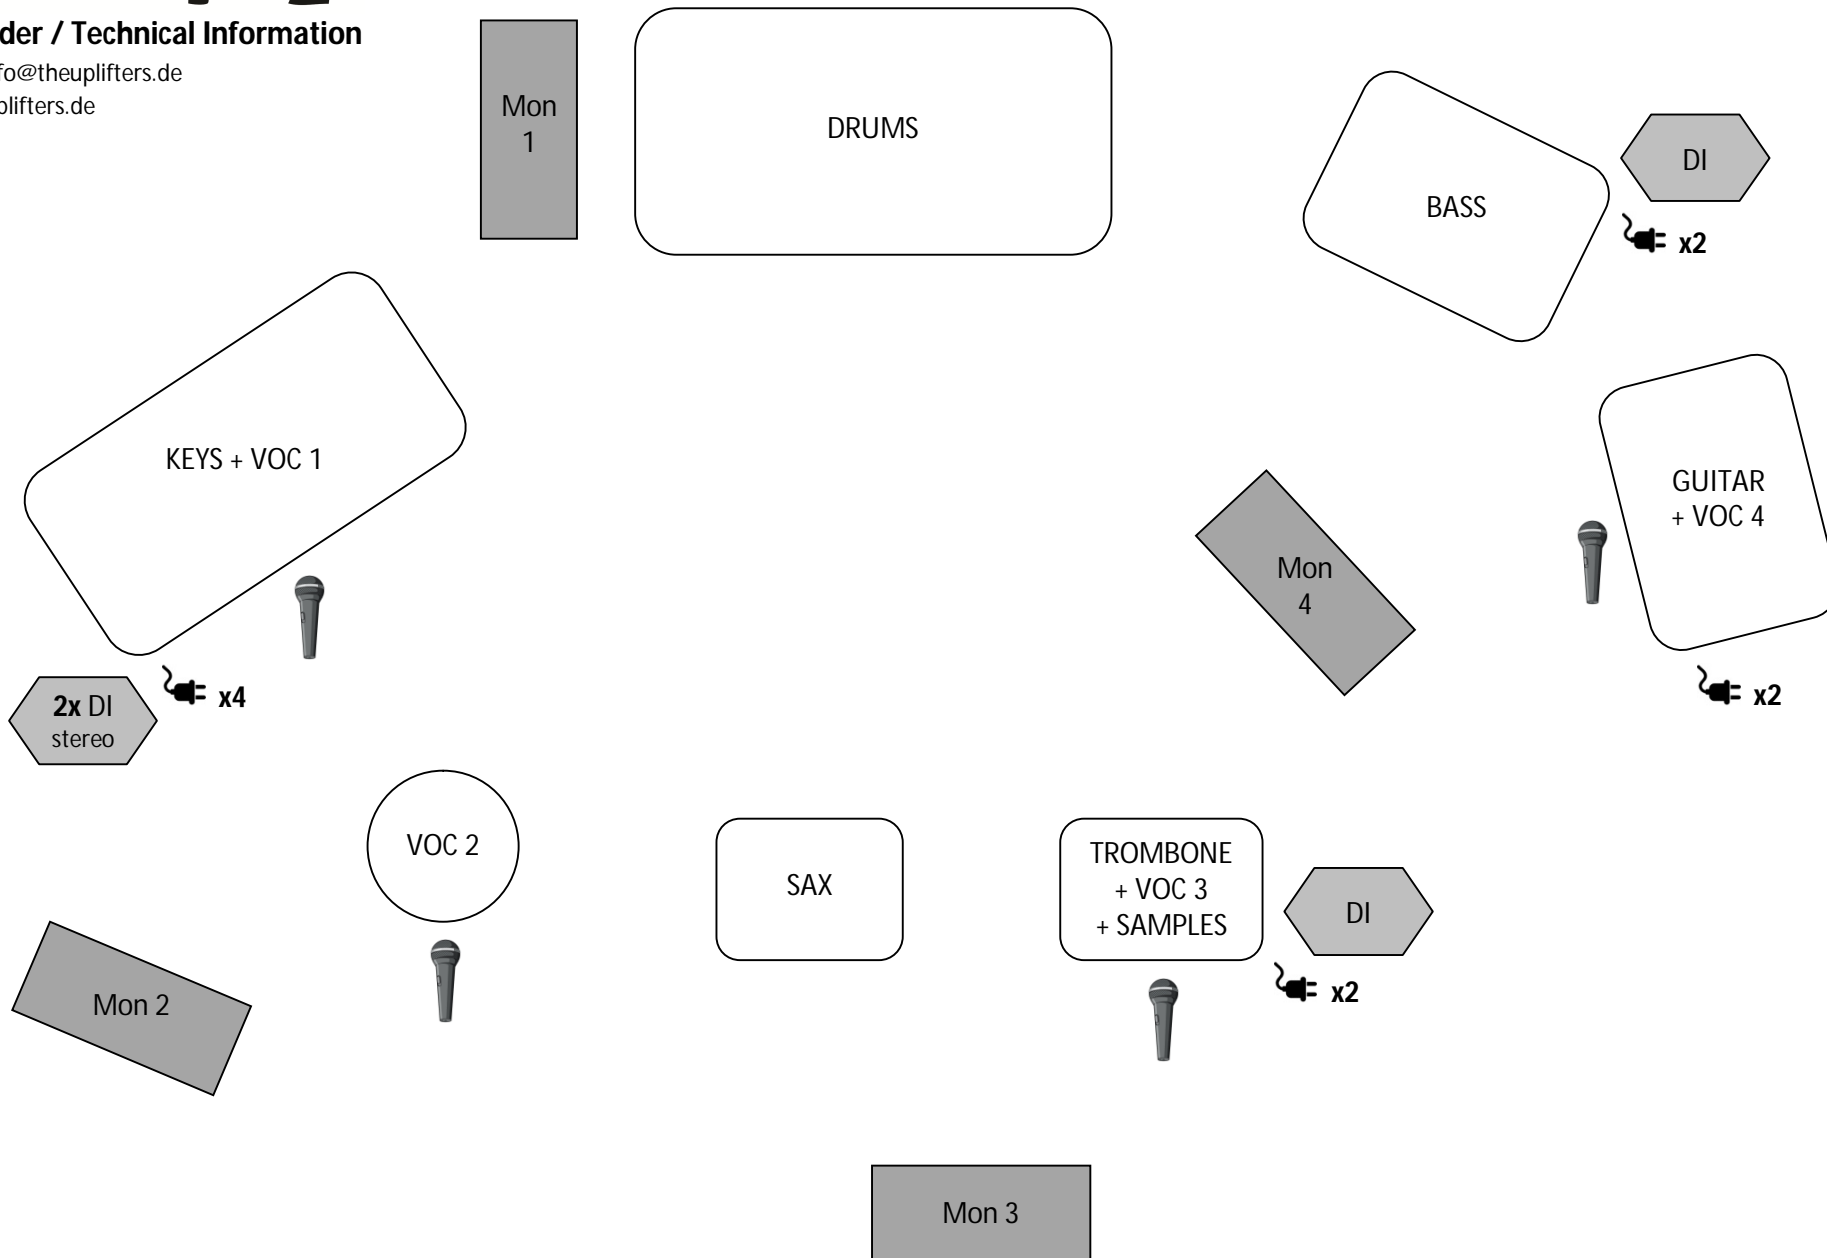 der / Technical Information
fo@theuplifters.de
plifters.de
Mon
1
DRUMS
BASS
DI
x2
KEYS + VOC 1
GUITAR
+ VOC 4
Mon
4
x4
x2
2x DI
stereo
VOC 2
SAX
TROMBONE
+ VOC 3
+ SAMPLES
DI
x2
Mon 2
Mon 3